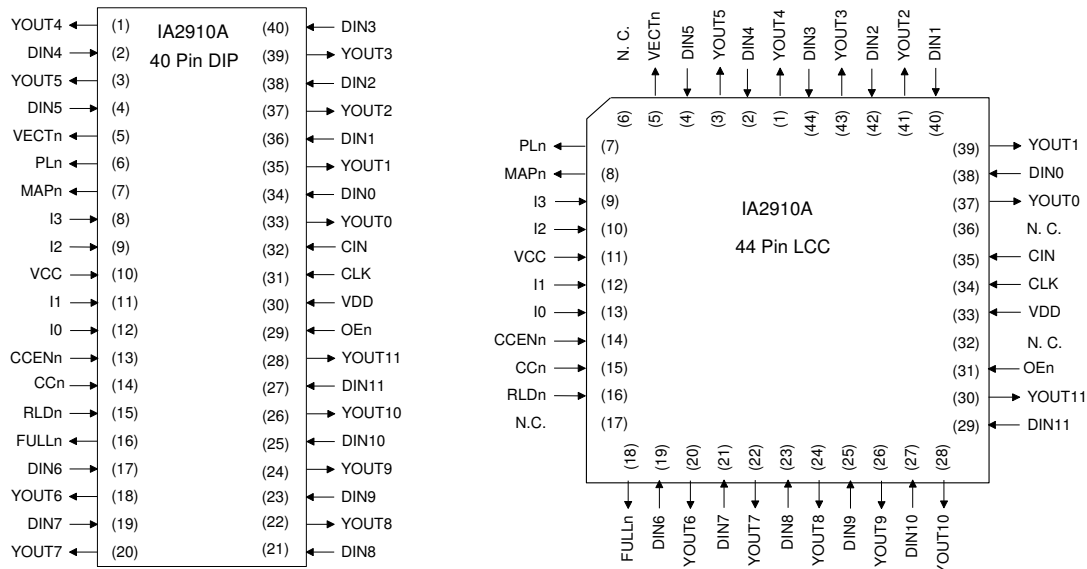 IA2910A
40 Pin DIP
YOUT4 (1) (40) DIN3
DIN4 (2) (39) YOUT3
YOUT5 (3) (38) DIN2
DIN5 (4) (37) YOUT2
VECTn (5) (36) DIN1
PLn (6) (35) YOUT1
MAPn (7) (34) DIN0
I3 (8) (33) YOUT0
I2 (9) (32) CIN
VCC (10) (31) CLK
I1 (11) (30) VDD
I0 (12) (29) OEn
CCENn (13) (28) YOUT11
CCn (14) (27) DIN11
RLDn (15) (26) YOUT10
FULLn (16) (25) DIN10
DIN6 (17) (24) YOUT9
YOUT6 (18) (23) DIN9
DIN7 (19) (22) YOUT8
YOUT7 (20) (21) DIN8
N. C. VECTn DIN5 YOUT5 DIN4 YOUT4 DIN3 YOUT3 DIN2 YOUT2 DIN1
(6) (5) (4) (3) (2) (1) (44) (43) (42) (41) (40)
IA2910A
44 Pin LCC
PLn (7) (39) YOUT1
MAPn (8) (38) DIN0
I3 (9) (37) YOUT0
I2 (10) (36) N. C.
VCC (11) (35) CIN
I1 (12) (34) CLK
I0 (13) (33) VDD
CCENn (14) (32) N. C.
CCn (15) (31) OEn
RLDn (16) (30) YOUT11
N.C. (17) (29) DIN11
(18) (19) (20) (21) (22) (23) (24) (25) (26) (27) (28)
FULLn DIN6 YOUT6 DIN7 YOUT7 DIN8 YOUT8 DIN9 YOUT9 DIN10 YOUT10